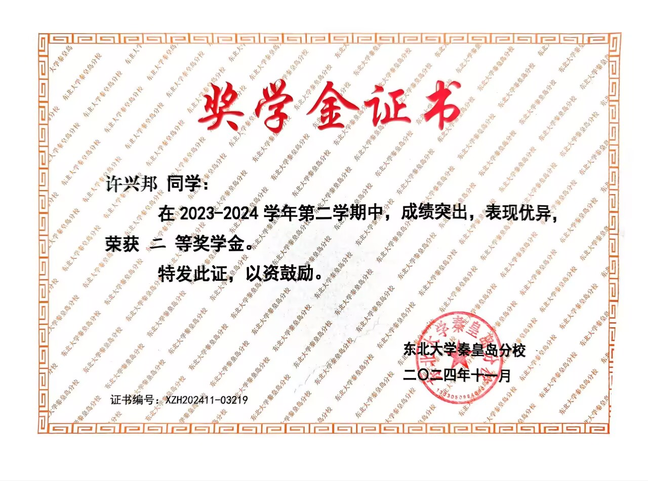 奖学金证书
许兴邦 同学：
在 2023-2024 学年第二学期中，成绩突出，表现优异，
荣获 二 等奖学金。
特发此证，以资鼓励。
东北大学秦皇岛分校
二〇二四年十一月
证书编号：XZH202411-03219